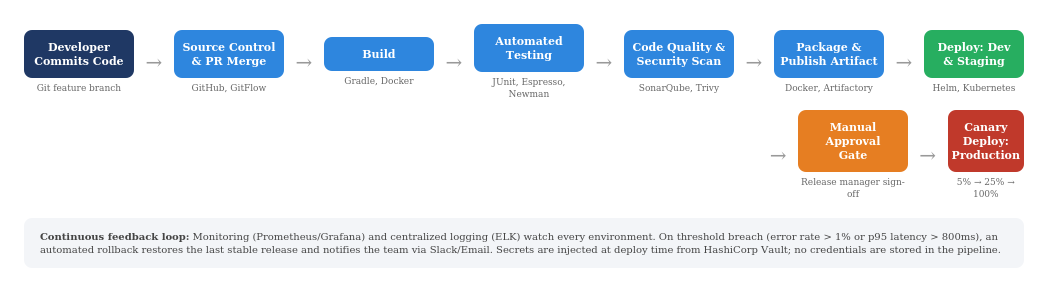 Developer
Commits Code
Git feature branch
→
Source Control
& PR Merge
GitHub, GitFlow
→
Build
Gradle, Docker
→
Automated
Testing
JUnit, Espresso,
Newman
→
Code Quality &
Security Scan
SonarQube, Trivy
→
Package &
Publish Artifact
Docker, Artifactory
→
Deploy: Dev
& Staging
Helm, Kubernetes
→
Manual
Approval
Gate
Release manager sign-
off
→
Canary
Deploy:
Production
5% → 25% →
100%
Continuous feedback loop: Monitoring (Prometheus/Grafana) and centralized logging (ELK) watch every environment. On threshold breach (error rate > 1% or p95 latency > 800ms), an
automated rollback restores the last stable release and notifies the team via Slack/Email. Secrets are injected at deploy time from HashiCorp Vault; no credentials are stored in the pipeline.